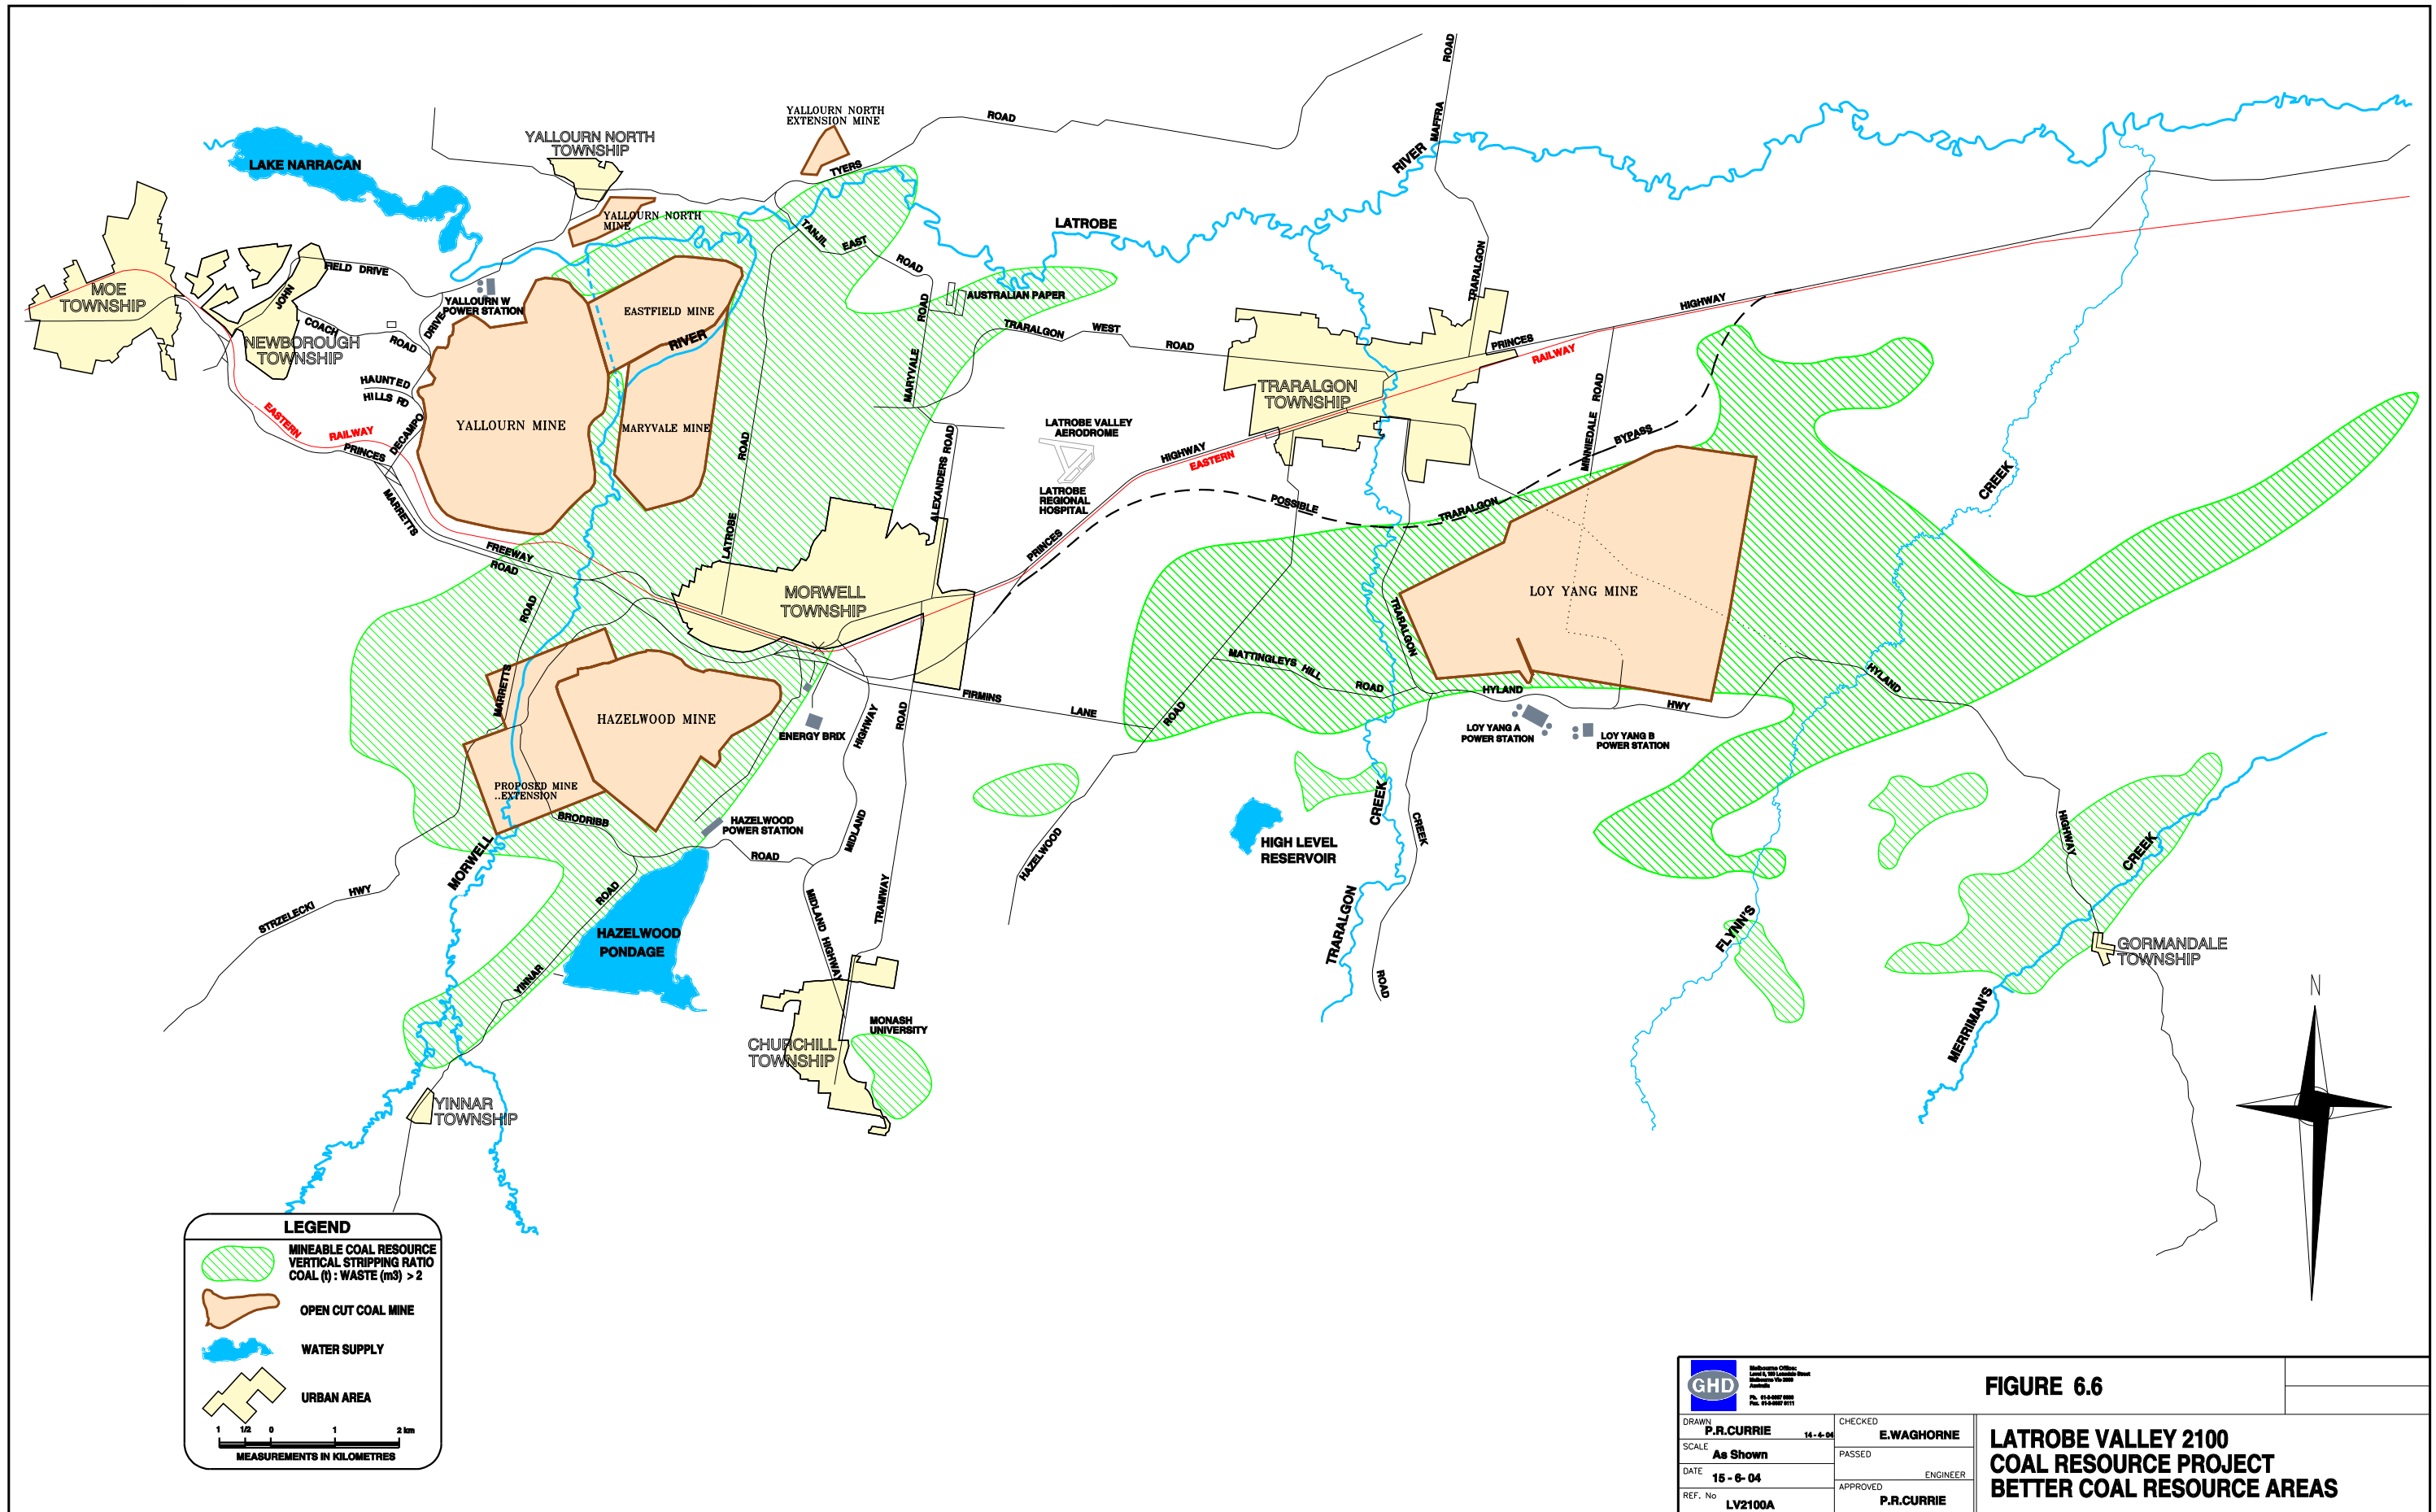 ROAD
MAFFRA
YALLOURN NORTH
EXTENSION MINE
ROAD
YALLOURN NORTH
TOWNSHIP
LAKE NARRACAN
TYERS
RIVER
YALLOURN NORTH
MINE
TANJIL
EAST
ROAD
LATROBE
TRARALGON
FIELD DRIVE
JOHN
MOE
TOWNSHIP
YALLOURN W
POWER STATION
DRIVE
EASTFIELD MINE
RIVER
ROAD
AUSTRALIAN PAPER
HIGHWAY
COACH
ROAD
NEWBOROUGH
TOWNSHIP
TRARALGON
WEST
ROAD
PRINCES
RAILWAY
HAUNTED
HILLS RD
MARYVALE
TRARALGON
TOWNSHIP
MINNIEDALE ROAD
EASTERN
RAILWAY
PRINCES
DECAMPO
YALLOURN MINE
MARYVALE MINE
ROAD
ALEXANDERS ROAD
LATROBE VALLEY
AERODROME
HIGHWAY
EASTERN
BYPASS
CREEK
MARRETTS
LATROBE
REGIONAL
HOSPITAL
POSSIBLE
TRARALGON
FREEWAY
ROAD
LATROBE
PRINCES
ROAD
MORWELL
TOWNSHIP
LOY YANG MINE
TRARALGON
MARRETTS
MATTINGLEYS HILL
ROAD
HYLAND
HWY
HYLAND
HAZELWOOD MINE
FIRMINS
LANE
ROAD
ENERGY BRIX
HIGHWAY
ROAD
LOY YANG A
POWER STATION
LOY YANG B
POWER STATION
PROPOSED MINE
..EXTENSION
BRODRIBB
HAZELWOOD
POWER STATION
ROAD
MIDLAND
CREEK
CREEK
HIGH LEVEL
RESERVOIR
HAZELWOOD
HIGHWAY
CREEK
MORWELL
HWY
STRZELECKI
ROAD
MIDLAND HIGHWAY
TRAMWAY
HAZELWOOD
PONDAGE
YINNAR
TRARALGON
ROAD
FLYNN'S
GORMANDALE
TOWNSHIP
MERRIMAN'S
N
MONASH
UNIVERSITY
CHURCHILL
TOWNSHIP
YINNAR
TOWNSHIP
LEGEND
MINEABLE COAL RESOURCE
VERTICAL STRIPPING RATIO
COAL (t) : WASTE (m3) > 2
OPEN CUT COAL MINE
WATER SUPPLY
URBAN AREA
1 1/2 0 1 2 km
MEASUREMENTS IN KILOMETRES
GHD
Melbourne Office:
FIGURE 6.6
DRAWN
P.R.CURRIE 14-4-04
CHECKED
E.WAGHORNE
SCALE
As Shown
PASSED
ENGINEER
DATE
15 - 6- 04
APPROVED
P.R.CURRIE
REF. No
LV2100A
LATROBE VALLEY 2100
COAL RESOURCE PROJECT
BETTER COAL RESOURCE AREAS